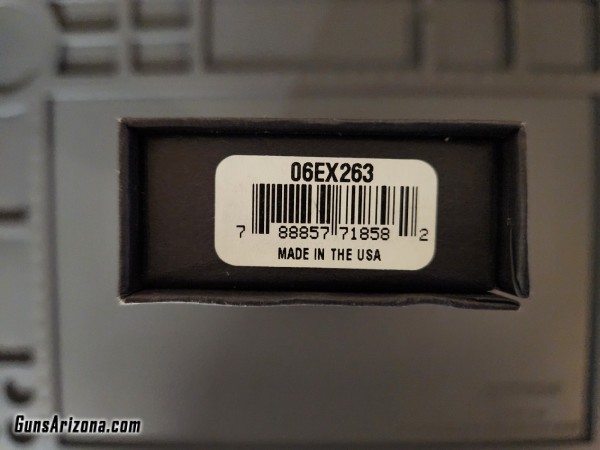 06EX263
7 88857 71858 2
MADE IN THE USA
GunsArizona.com